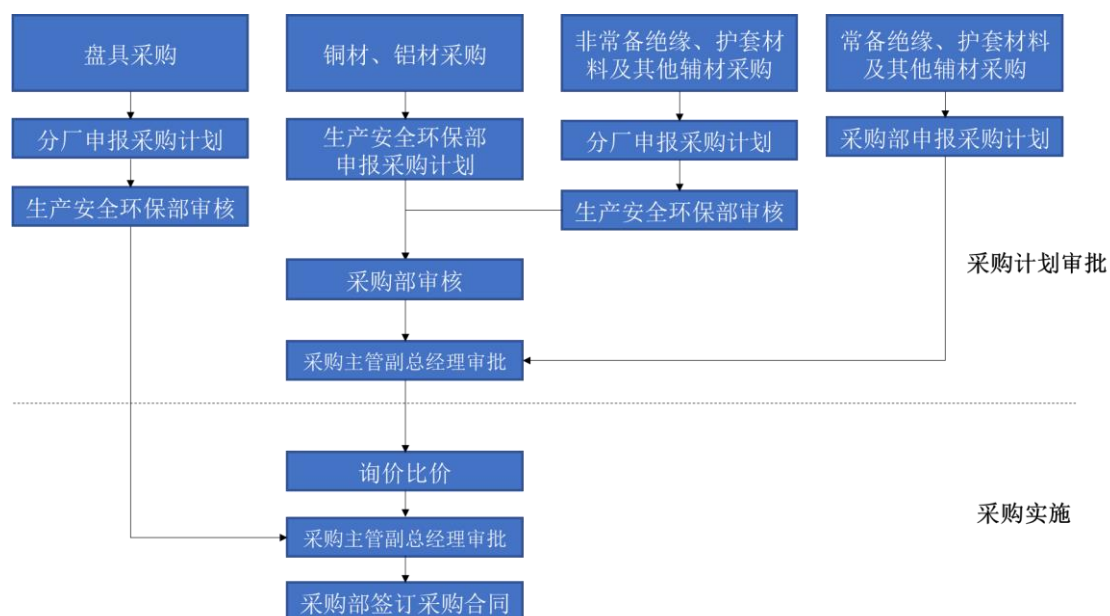 盘具采购
铜材、铝材采购
非常备绝缘、护套材
料及其他辅材采购
常备绝缘、护套材料
及其他辅材采购
分厂申报采购计划
生产安全环保部
申报采购计划
分厂申报采购计划
采购部申报采购计划
生产安全环保部审核
生产安全环保部审核
采购计划审批
采购部审核
采购主管副总经理审批
询价比价
采购实施
采购主管副总经理审批
采购部签订采购合同